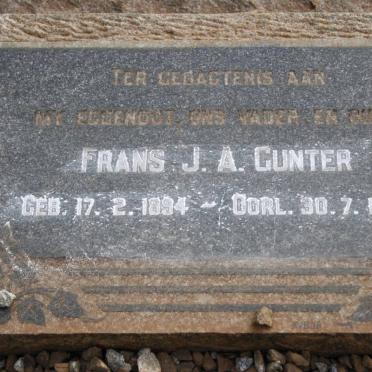 TER GEDAGTENIS AAN
MY EGGENOOT, ONS VADER EN
FRANS J. A. GUNTER
GEB. 17. 2. 1894 ~ OORL. 30. 7.